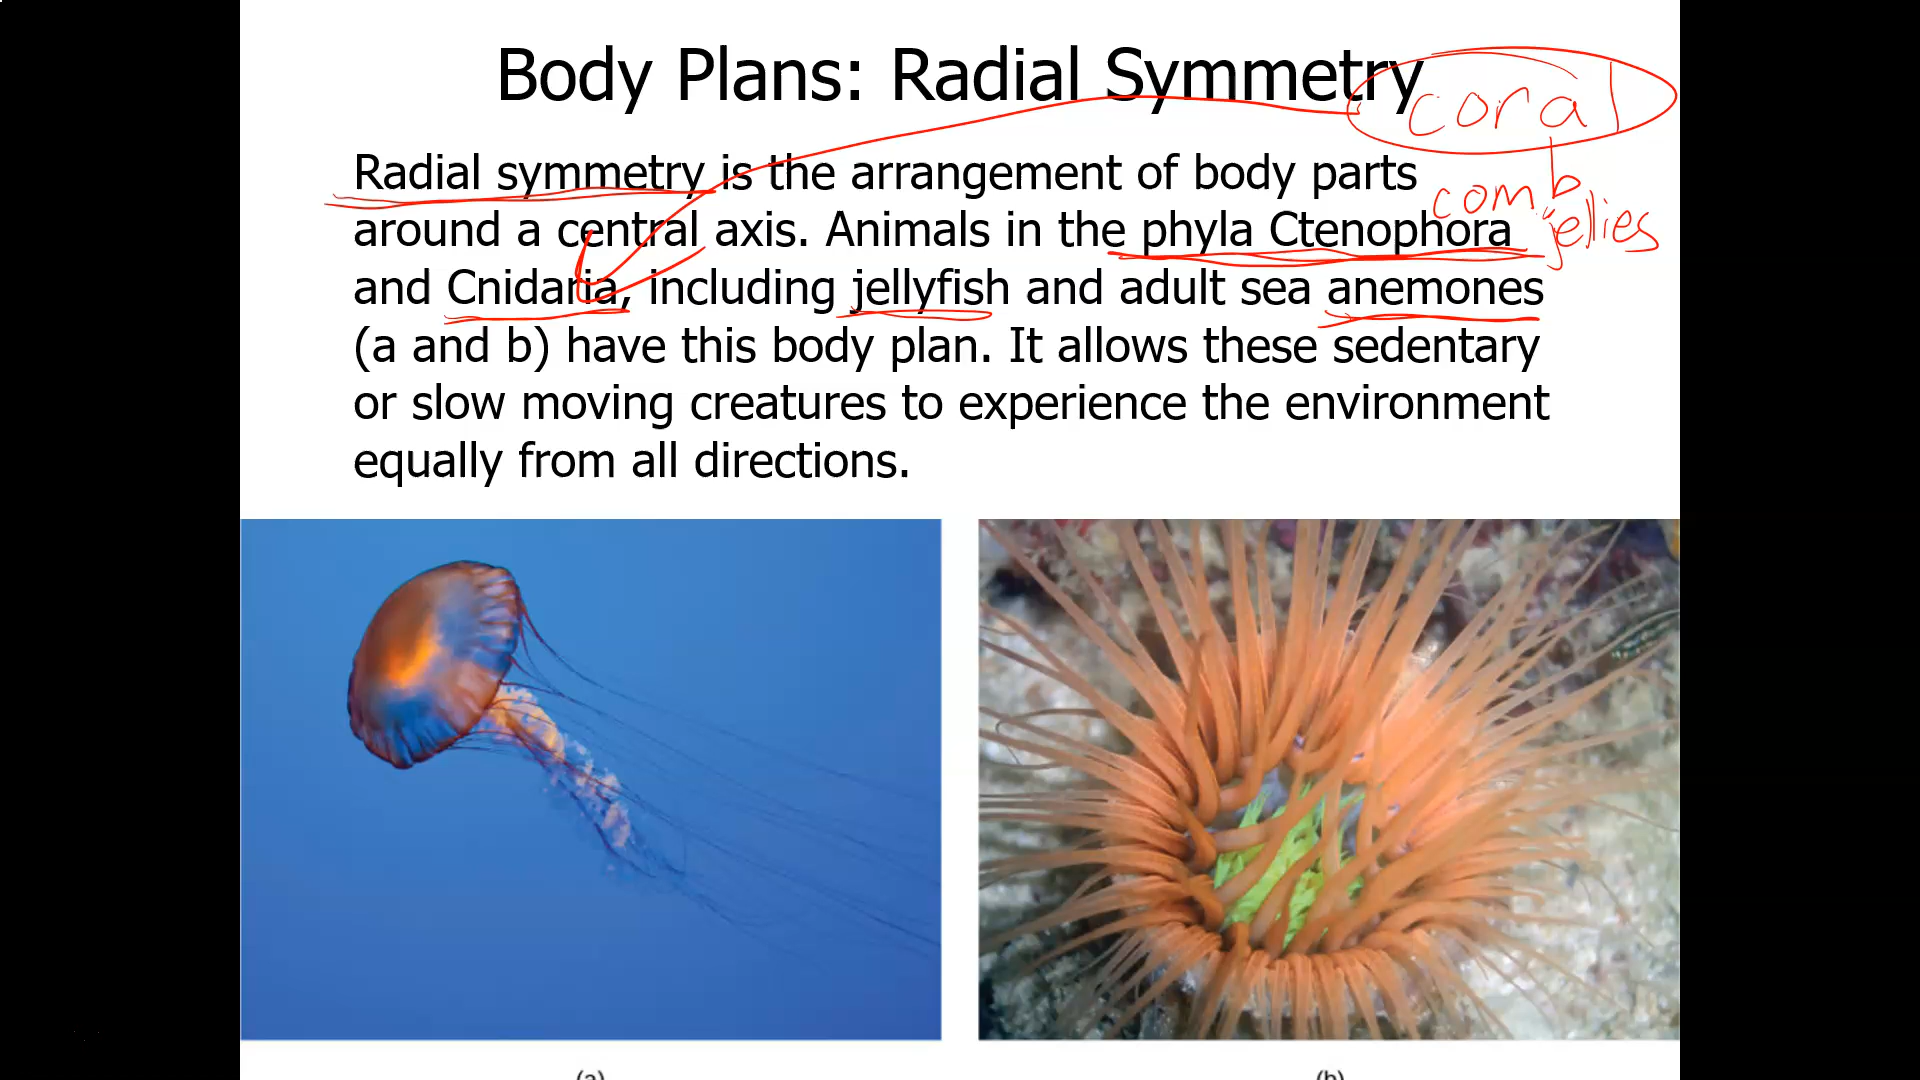 Body Plans: Radial Symmetry
coral
Radial symmetry is the arrangement of body parts
comb
around a central axis. Animals in the phyla Ctenophora
jellies
and Cnidaria, including jellyfish and adult sea anemones
(a and b) have this body plan. It allows these sedentary
or slow moving creatures to experience the environment
equally from all directions.
(a)
(b)